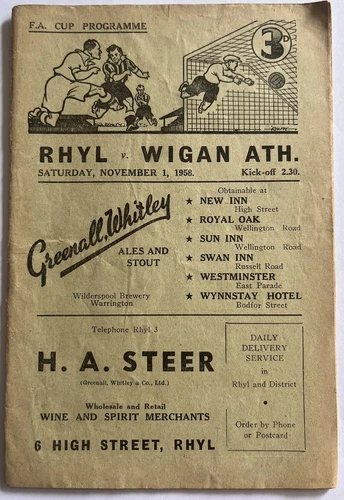 F.A. CUP PROGRAMME
3D
RHYL v. WIGAN ATH.
SATURDAY, NOVEMBER 1, 1958. Kick-off 2.30.
Greenall, Whitley
ALES AND
STOUT
Wilderspool Brewery
Warrington
Obtainable at
★ NEW INN
High Street
★ ROYAL OAK
Wellington Road
★ SUN INN
Wellington Road
★ SWAN INN
Russell Road
★ WESTMINSTER
East Parade
★ WYNNSTAY HOTEL
Bodfor Street
Telephone Rhyl 3
H. A. STEER
(Greenall, Whitley & Co., Ltd.)
Wholesale and Retail
WINE AND SPIRIT MERCHANTS
6 HIGH STREET, RHYL
DAILY
DELIVERY
SERVICE
in
Rhyl and District
•
Order by Phone
or Postcard